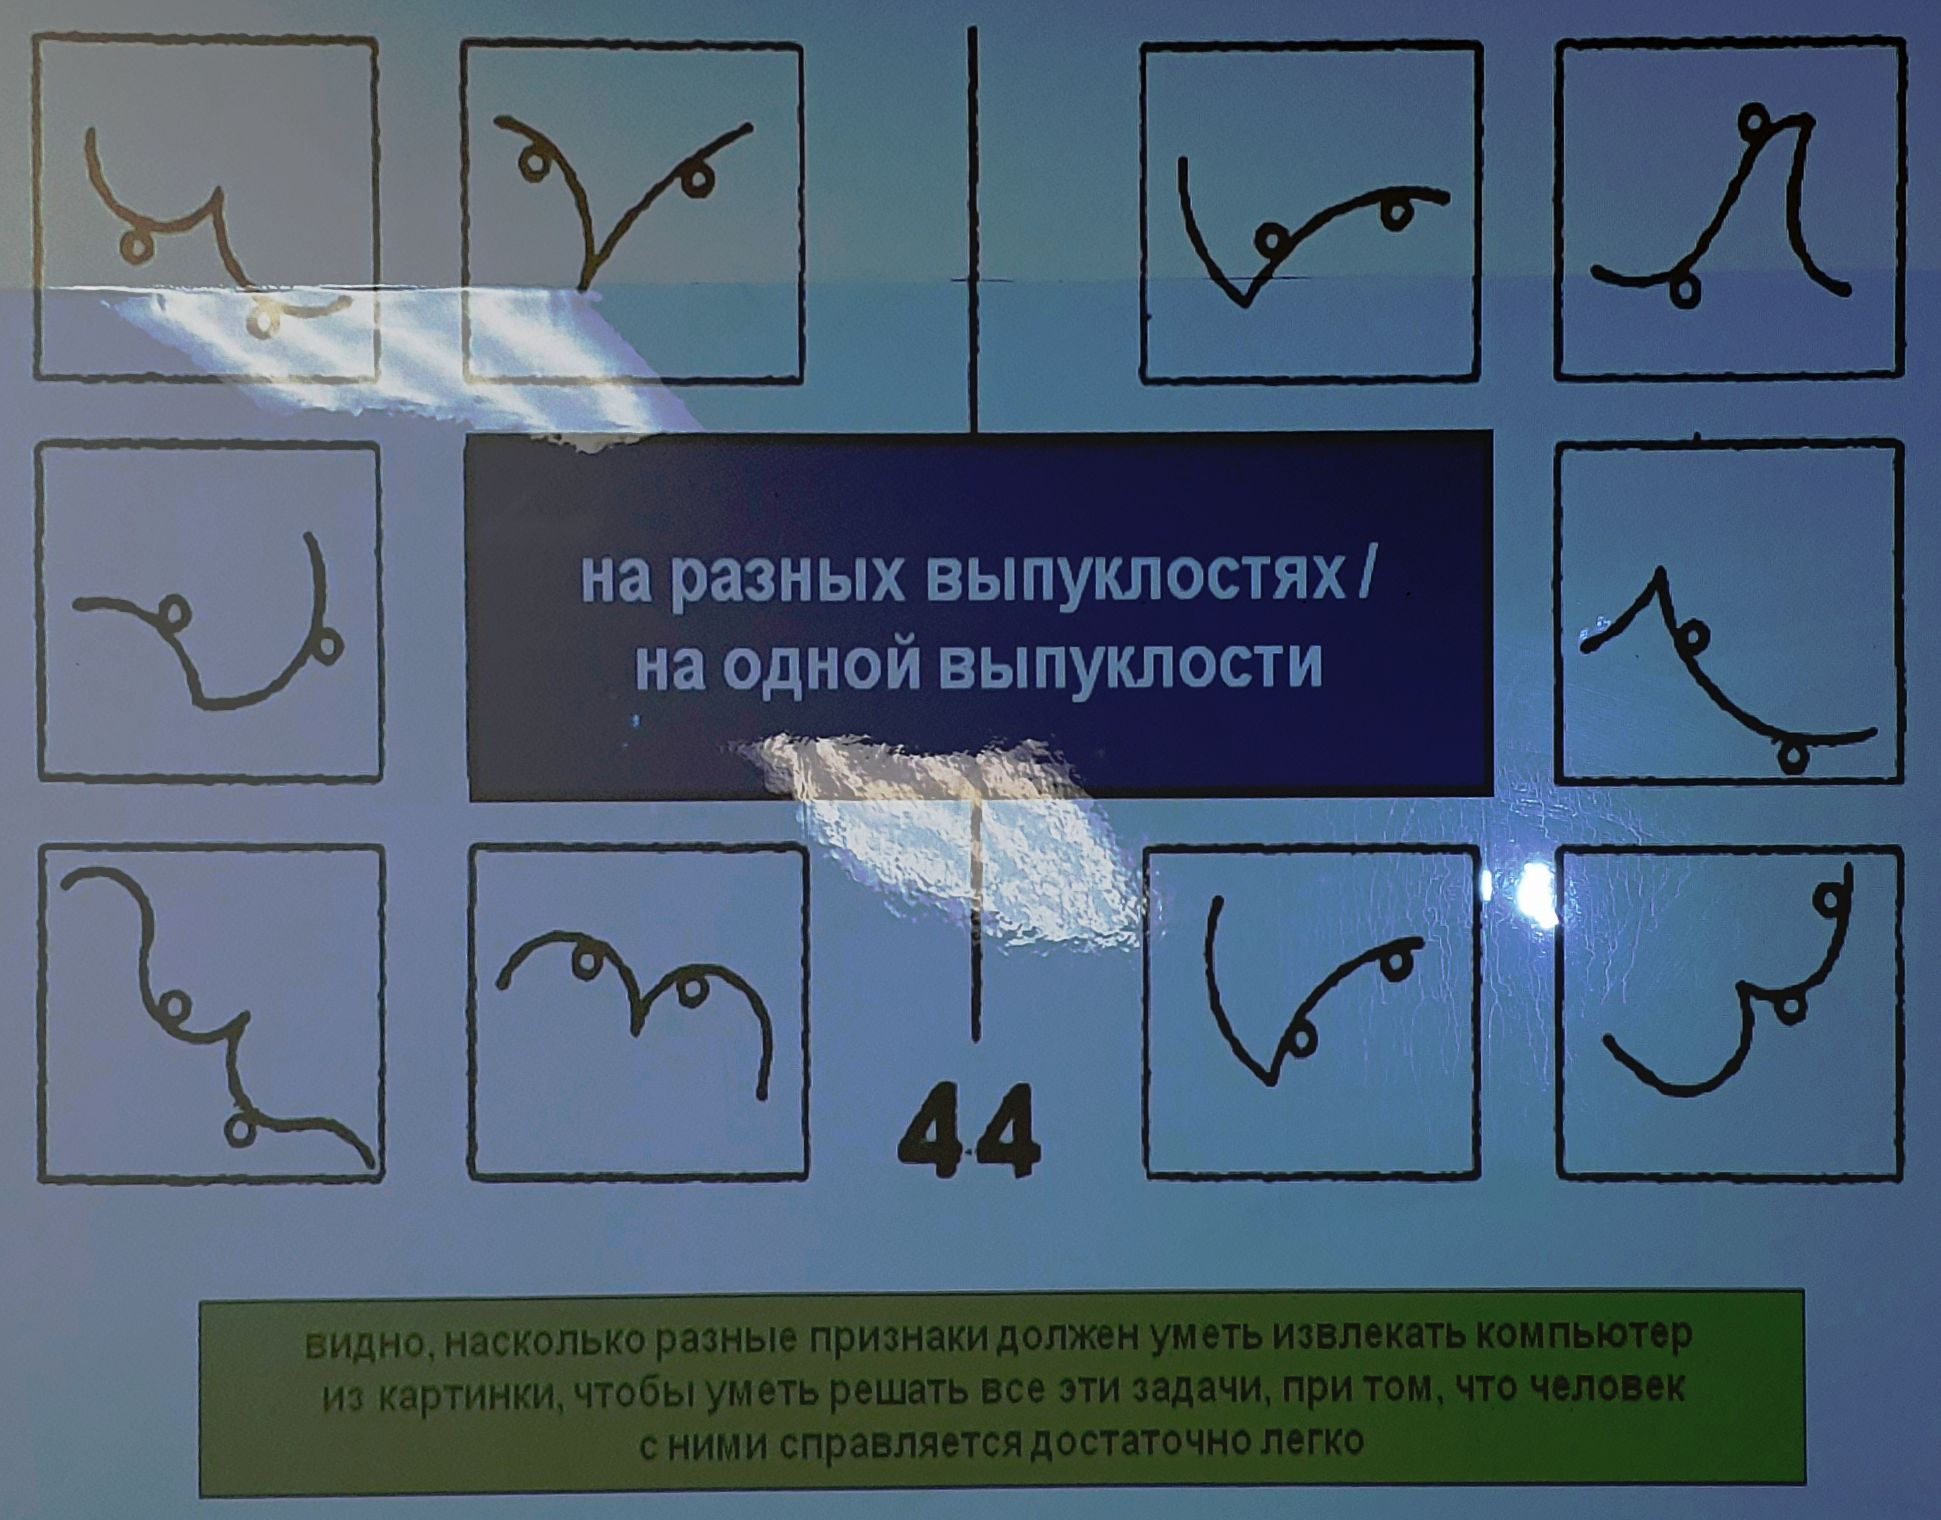 на разных выпуклостях /
на одной выпуклости
44
видно, насколько разные признаки должен уметь извлекать компьютер
из картинки, чтобы уметь решать все эти задачи, при том, что человек
с ними справляется достаточно легко